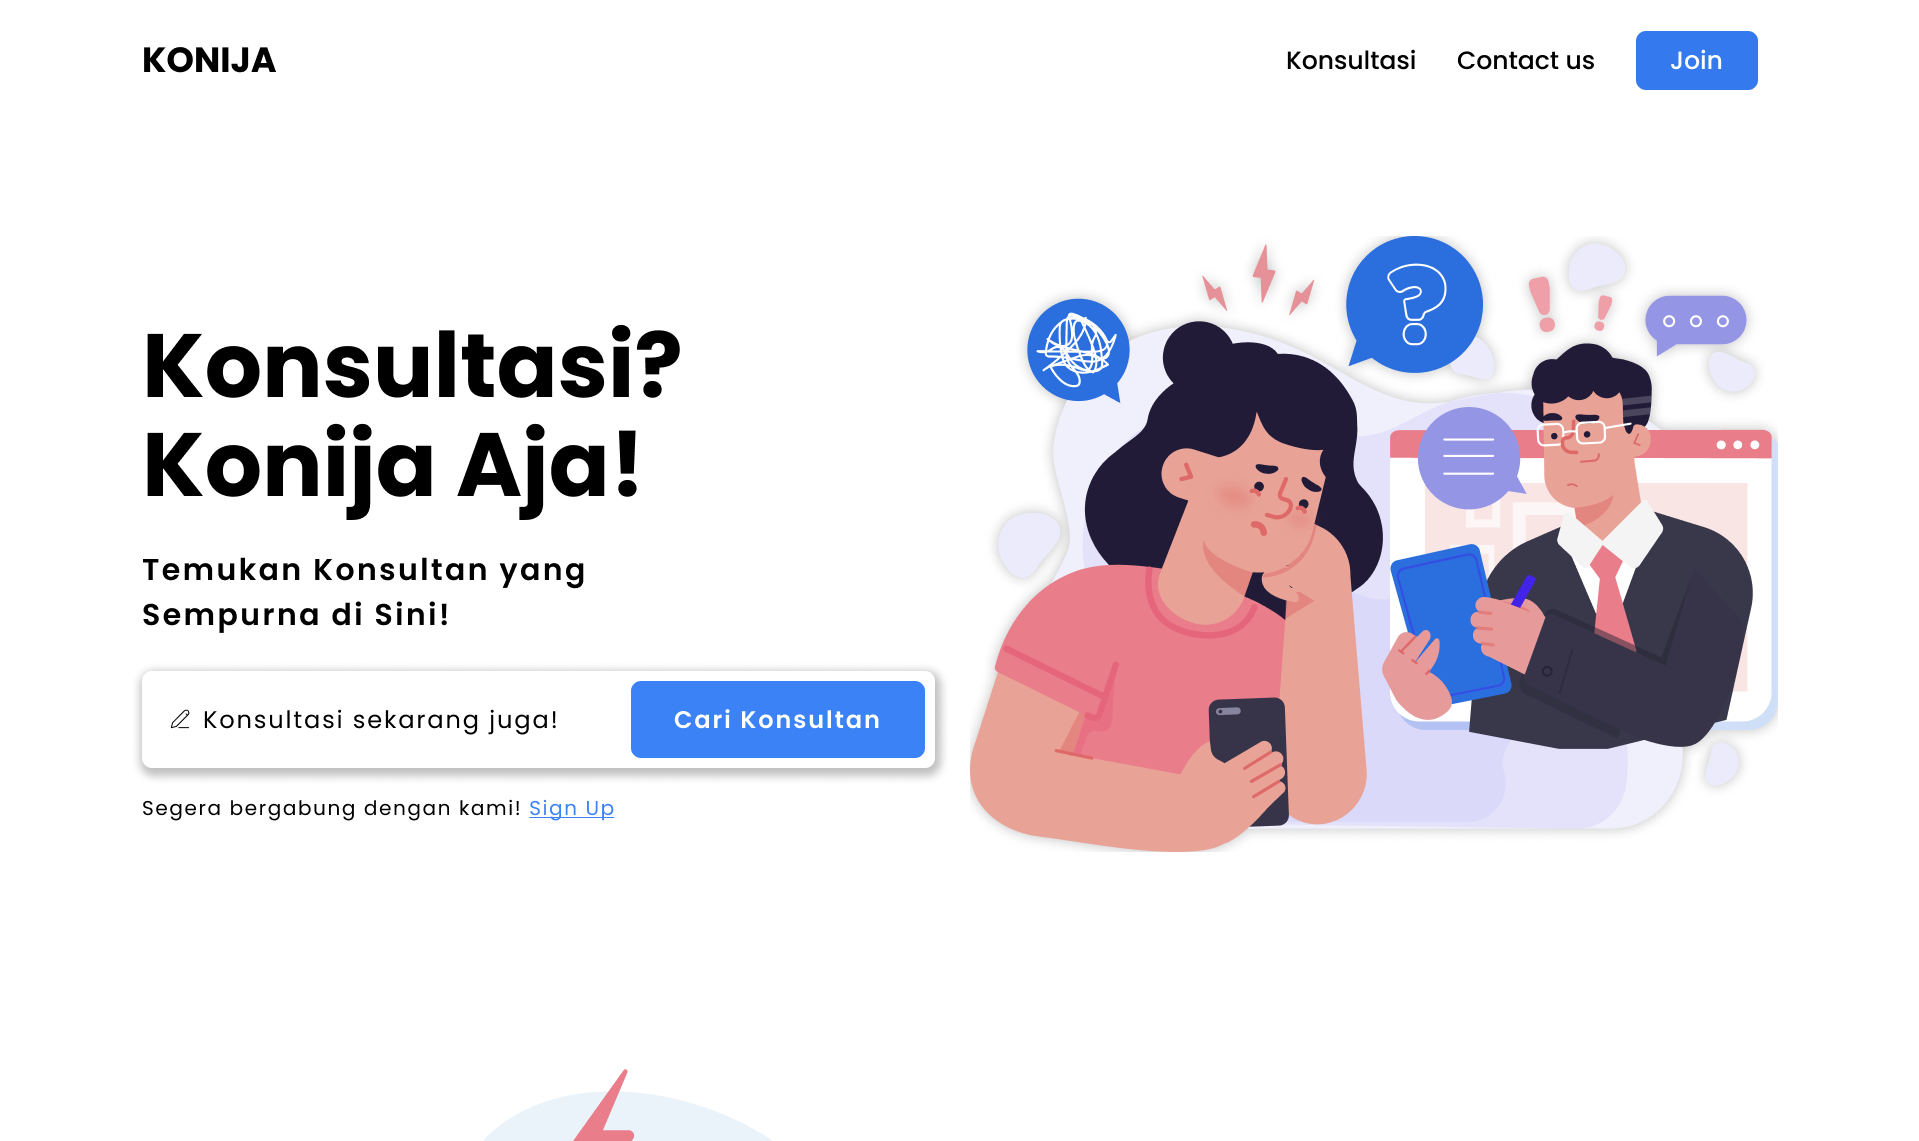 KONIJA
Konsultasi
Contact us
Join
Konsultasi?
Konija Aja!
Temukan Konsultan yang
Sempurna di Sini!
Konsultasi sekarang juga!
Cari Konsultan
Segera bergabung dengan kami! Sign Up